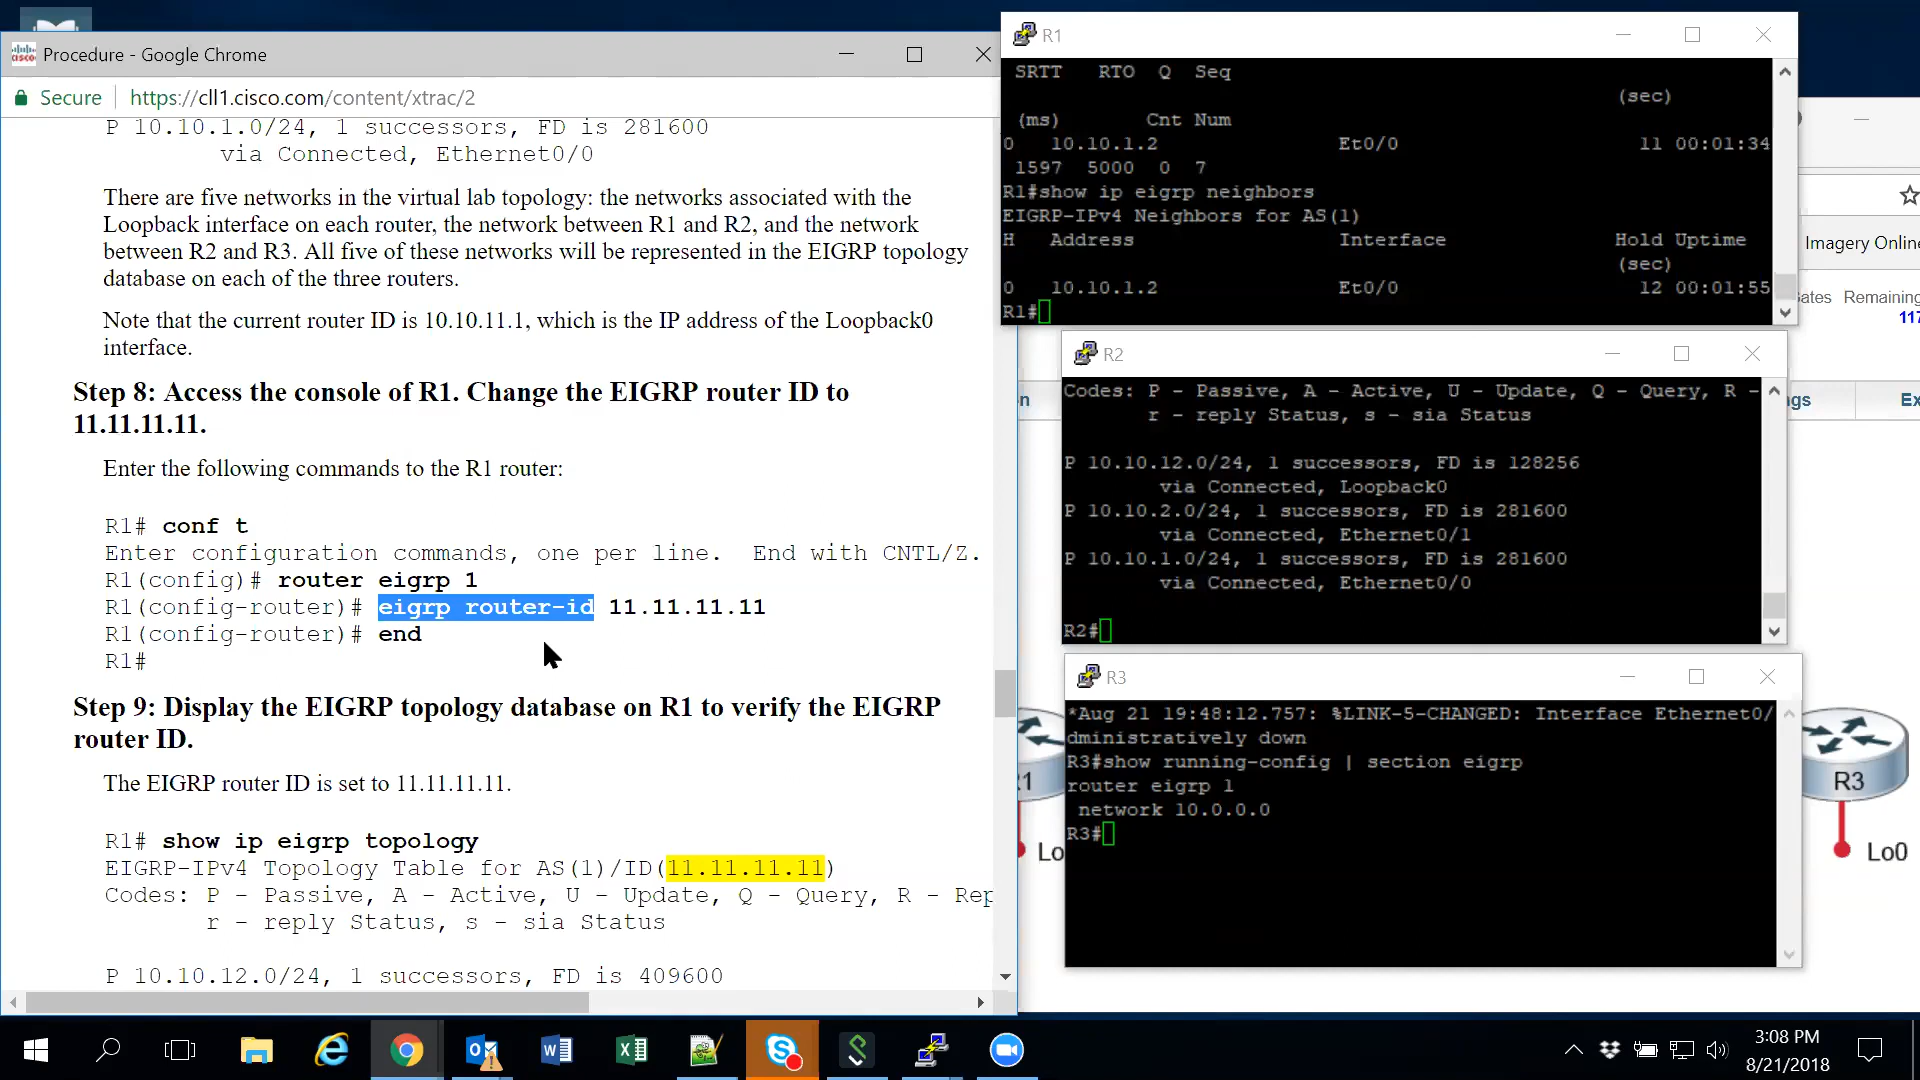 Procedure - Google Chrome
Secure https://cll1.cisco.com/content/xtrac/2
P 10.10.1.0/24, 1 successors, FD is 281600
via Connected, Ethernet0/0
There are five networks in the virtual lab topology: the networks associated with the
Loopback interface on each router, the network between R1 and R2, and the network
between R2 and R3. All five of these networks will be represented in the EIGRP topology
database on each of the three routers.
Note that the current router ID is 10.10.11.1, which is the IP address of the Loopback0
interface.
Step 8: Access the console of R1. Change the EIGRP router ID to
11.11.11.11.
Enter the following commands to the R1 router:
R1# conf t
Enter configuration commands, one per line.  End with CNTL/Z.
R1(config)# router eigrp 1
R1(config-router)# eigrp router-id 11.11.11.11
R1(config-router)# end
R1#
Step 9: Display the EIGRP topology database on R1 to verify the EIGRP
router ID.
The EIGRP router ID is set to 11.11.11.11.
R1# show ip eigrp topology
EIGRP-IPv4 Topology Table for AS(1)/ID(11.11.11.11)
Codes: P - Passive, A - Active, U - Update, Q - Query, R - Rep
r - reply Status, s - sia Status
P 10.10.12.0/24, 1 successors, FD is 409600
R1
SRTT RTO Q Seq
(sec)
(ms) Cnt Num
0 10.10.1.2 Et0/0 11 00:01:34
1597 5000 0 7
R1#show ip eigrp neighbors
EIGRP-IPv4 Neighbors for AS(1)
H Address Interface Hold Uptime
(sec)
0 10.10.1.2 Et0/0 12 00:01:55
R1#
R2
Codes: P - Passive, A - Active, U - Update, Q - Query, R -
r - reply Status, s - sia Status
P 10.10.12.0/24, 1 successors, FD is 128256
via Connected, Loopback0
P 10.10.2.0/24, 1 successors, FD is 281600
via Connected, Ethernet0/1
P 10.10.1.0/24, 1 successors, FD is 281600
via Connected, Ethernet0/0
R2#
R3
*Aug 21 19:48:12.757: %LINK-5-CHANGED: Interface Ethernet0/
dministratively down
R3#show running-config | section eigrp
router eigrp 1
network 10.0.0.0
R3#
Imagery Online
Remaining
117
Ex
R3
Lo0
Lo
3:08 PM
8/21/2018